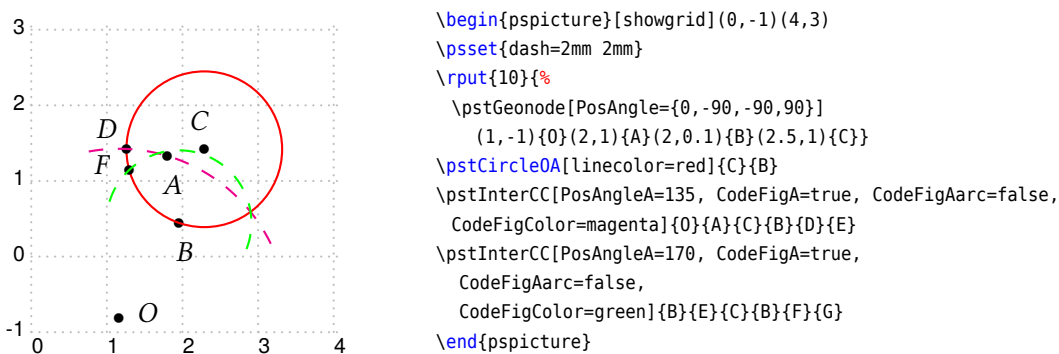 3
2
1
0
-1
0 1 2 3 4
D
C
F
A
B
O
\begin{pspicture}[showgrid](0,-1)(4,3)
\psset{dash=2mm 2mm}
\rput{10}{%
\pstGeonode[PosAngle={0,-90,-90,90}]
(1,-1){O}(2,1){A}(2,0.1){B}(2.5,1){C}}
\pstCircleOA[linecolor=red]{C}{B}
\pstInterCC[PosAngleA=135, CodeFigA=true, CodeFigAarc=false,
CodeFigColor=magenta]{O}{A}{C}{B}{D}{E}
\pstInterCC[PosAngleA=170, CodeFigA=true,
CodeFigAarc=false,
CodeFigColor=green]{B}{E}{C}{B}{F}{G}
\end{pspicture}